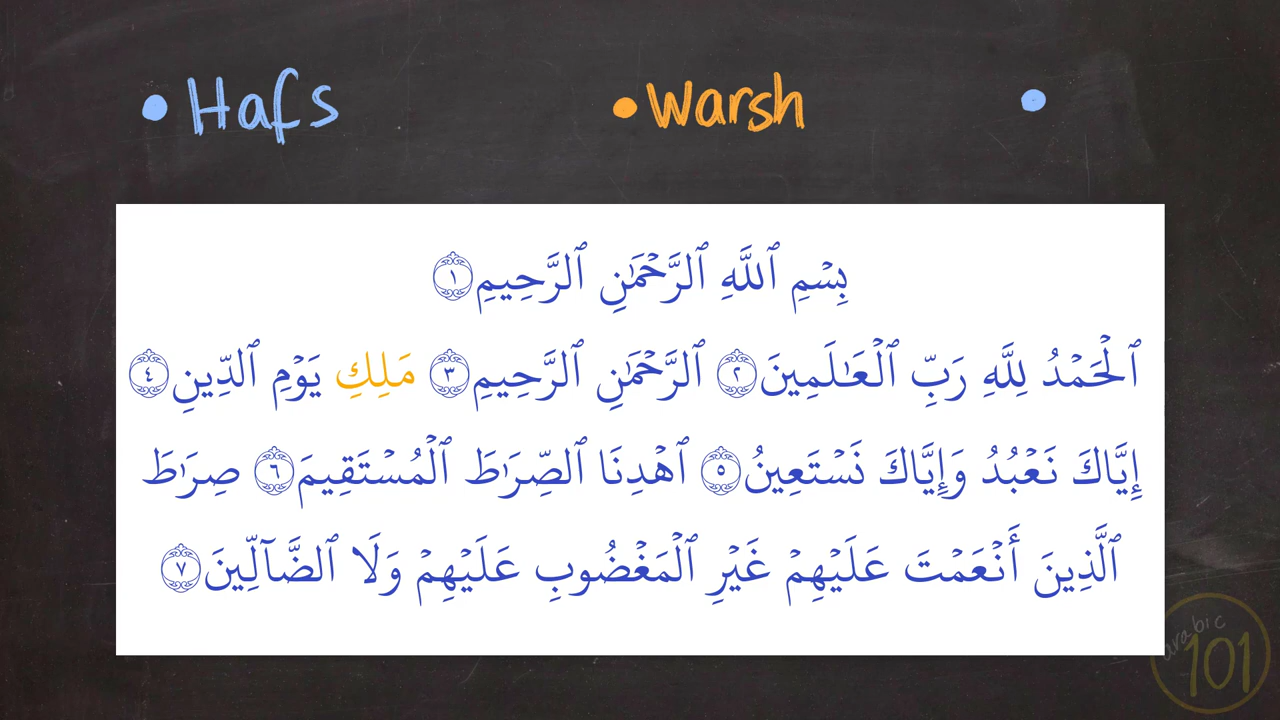 Hafs
Warsh
بِسْمِ ٱللَّهِ ٱلرَّحْمَٰنِ ٱلرَّحِيمِ ١
ٱلْحَمْدُ لِلَّهِ رَبِّ ٱلْعَٰلَمِينَ ٢ ٱلرَّحْمَٰنِ ٱلرَّحِيمِ ٣ مَلِكِ يَوْمِ ٱلدِّينِ ٤
إِيَّاكَ نَعْبُدُ وَإِيَّاكَ نَسْتَعِينُ ٥ ٱهْدِنَا ٱلصِّرَٰطَ ٱلْمُسْتَقِيمَ ٦ صِرَٰطَ
ٱلَّذِينَ أَنْعَمْتَ عَلَيْهِمْ غَيْرِ ٱلْمَغْضُوبِ عَلَيْهِمْ وَلَا ٱلضَّآلِّينَ ٧
arabic
101